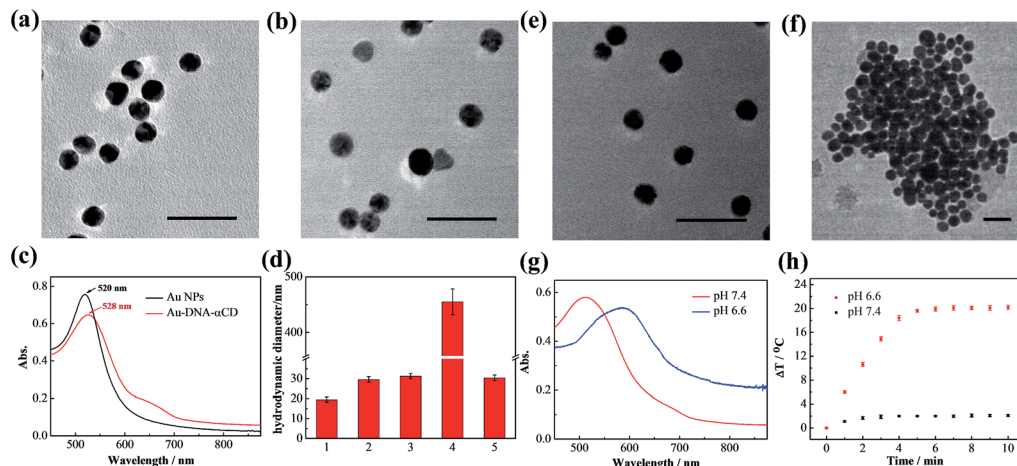 (a)
(b)
(e)
(f)
(c)
520 nm
528 nm
Au NPs
Au-DNA-αCD
0.8
0.6
0.4
0.2
0.0
Abs.
500 600 700 800
Wavelength / nm
(d)
hydrodynamic diameter/nm
500
400
30
20
10
0
1 2 3 4 5
(g)
pH 7.4
pH 6.6
0.6
0.4
0.2
0.0
Abs.
500 600 700 800
Wavelength / nm
(h)
pH 6.6
pH 7.4
24
20
16
12
8
4
0
ΔT / ⁰C
0 2 4 6 8 10
Time / min